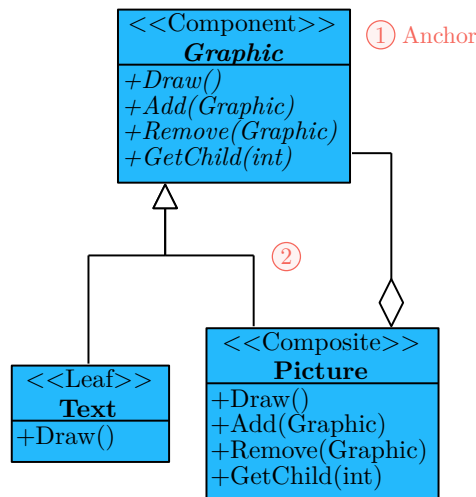 <<Component>>
Graphic
+Draw()
+Add(Graphic)
+Remove(Graphic)
+GetChild(int)
① Anchor
②
<<Leaf>>
Text
+Draw()
<<Composite>>
Picture
+Draw()
+Add(Graphic)
+Remove(Graphic)
+GetChild(int)